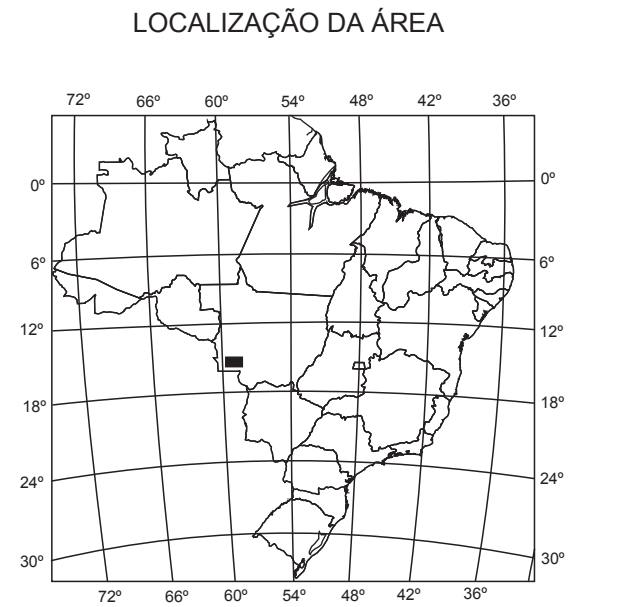 LOCALIZAÇÃO DA ÁREA
72º 66º 60º 54º 48º 42º 36º
0º 0º
6º 6º
12º 12º
18º 18º
24º 24º
30º 30º
72º 66º 60º 54º 48º 42º 36º